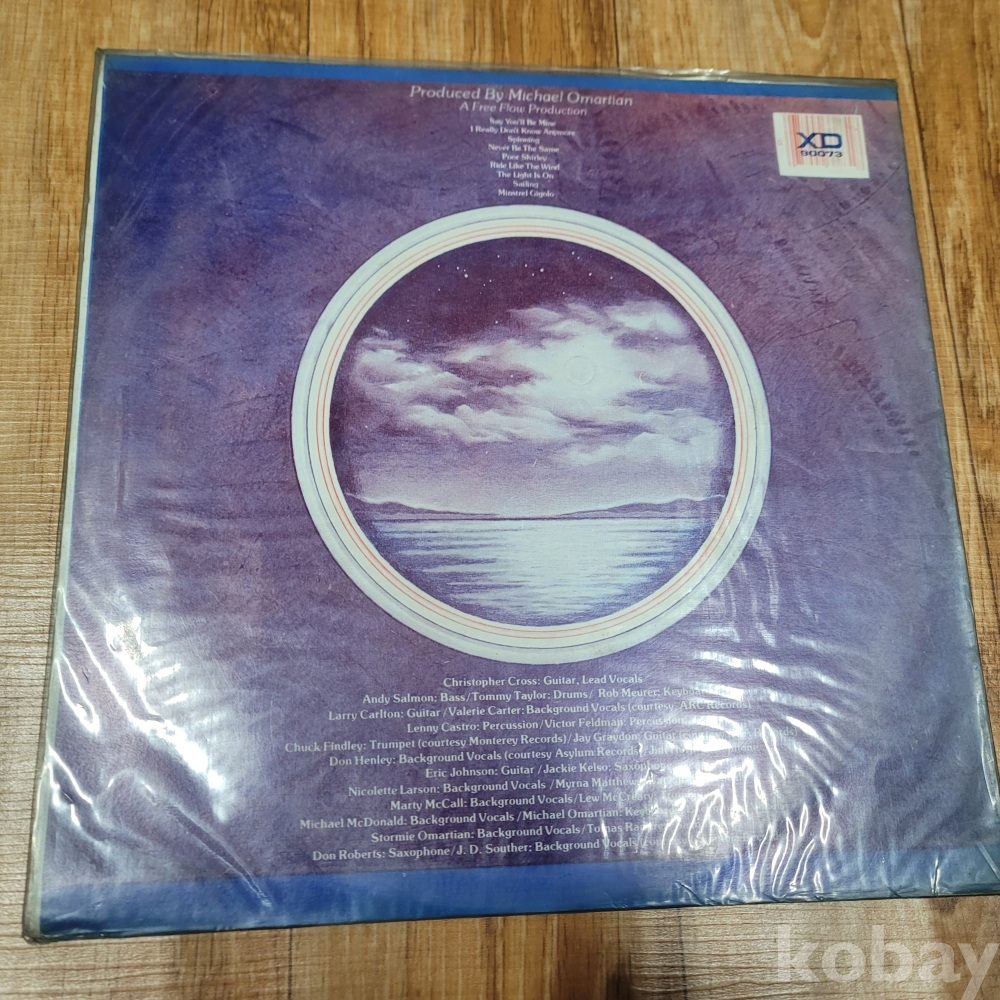 Produced By Michael Omartian
A Free Flow Production
Say You'll Be Mine
I Really Don't Know Anymore
Spinning
Never Be The Same
Poor Shirley
Ride Like The Wind
The Light Is On
Sailing
Minstrel Gigolo
XD
90073
Christopher Cross: Guitar, Lead Vocals
Andy Salmon: Bass/Tommy Taylor: Drums/ Rob Meurer:
Larry Carlton: Guitar/Valerie Carter: Background Vocals (courtesy, ARC Records)
Lenny Castro: Percussion/Victor Feldman: Percussion
Chuck Findley: Trumpet (courtesy Monterey Records)/Jay Graydon: Guitar
Don Henley: Background Vocals (courtesy Asylum Records)
Eric Johnson: Guitar/Jackie Kelso: Saxophone
Nicolette Larson: Background Vocals /Myrna Matthews
Marty McCall: Background Vocals/Lew McCreary
Michael McDonald: Background Vocals/Michael Omartian:
Stormie Omartian: Background Vocals/Tomas
Don Roberts: Saxophone/J. D. Souther: Background Vocals
kobay